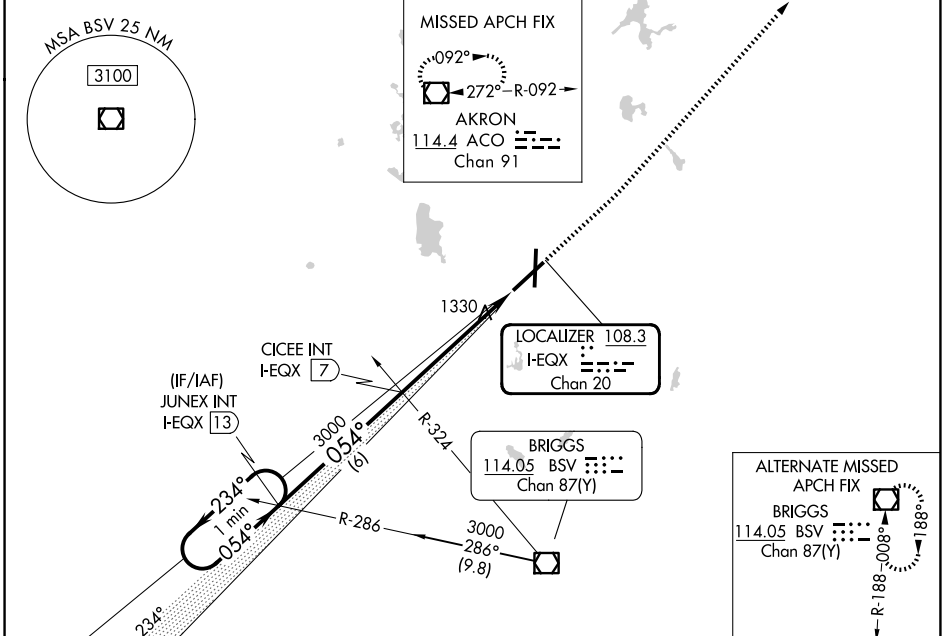 MSA BSV 25 NM
3100
MISSED APCH FIX
092°
272°
R-092
AKRON
114.4 ACO
Chan 91
1330
LOCALIZER 108.3
I-EQX
Chan 20
CICEE INT
I-EQX 7
(IF/IAF)
JUNEX INT
I-EQX 13
3000
054°
(6)
R-324
BRIGGS
114.05 BSV
Chan 87(Y)
234°
1 min
054°
R-286
3000
286°
(9.8)
234°
ALTERNATE MISSED
APCH FIX
BRIGGS
114.05 BSV
Chan 87(Y)
R-188
008°
188°